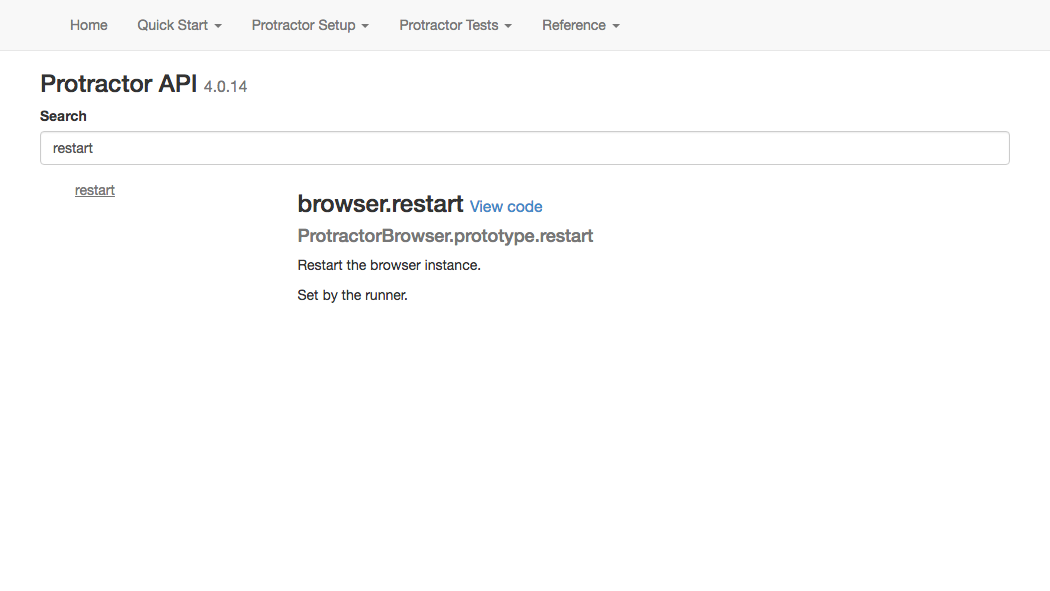 Home Quick Start Protractor Setup Protractor Tests Reference
Protractor API 4.0.14
Search
restart
restart
browser.restart View code
ProtractorBrowser.prototype.restart
Restart the browser instance.
Set by the runner.